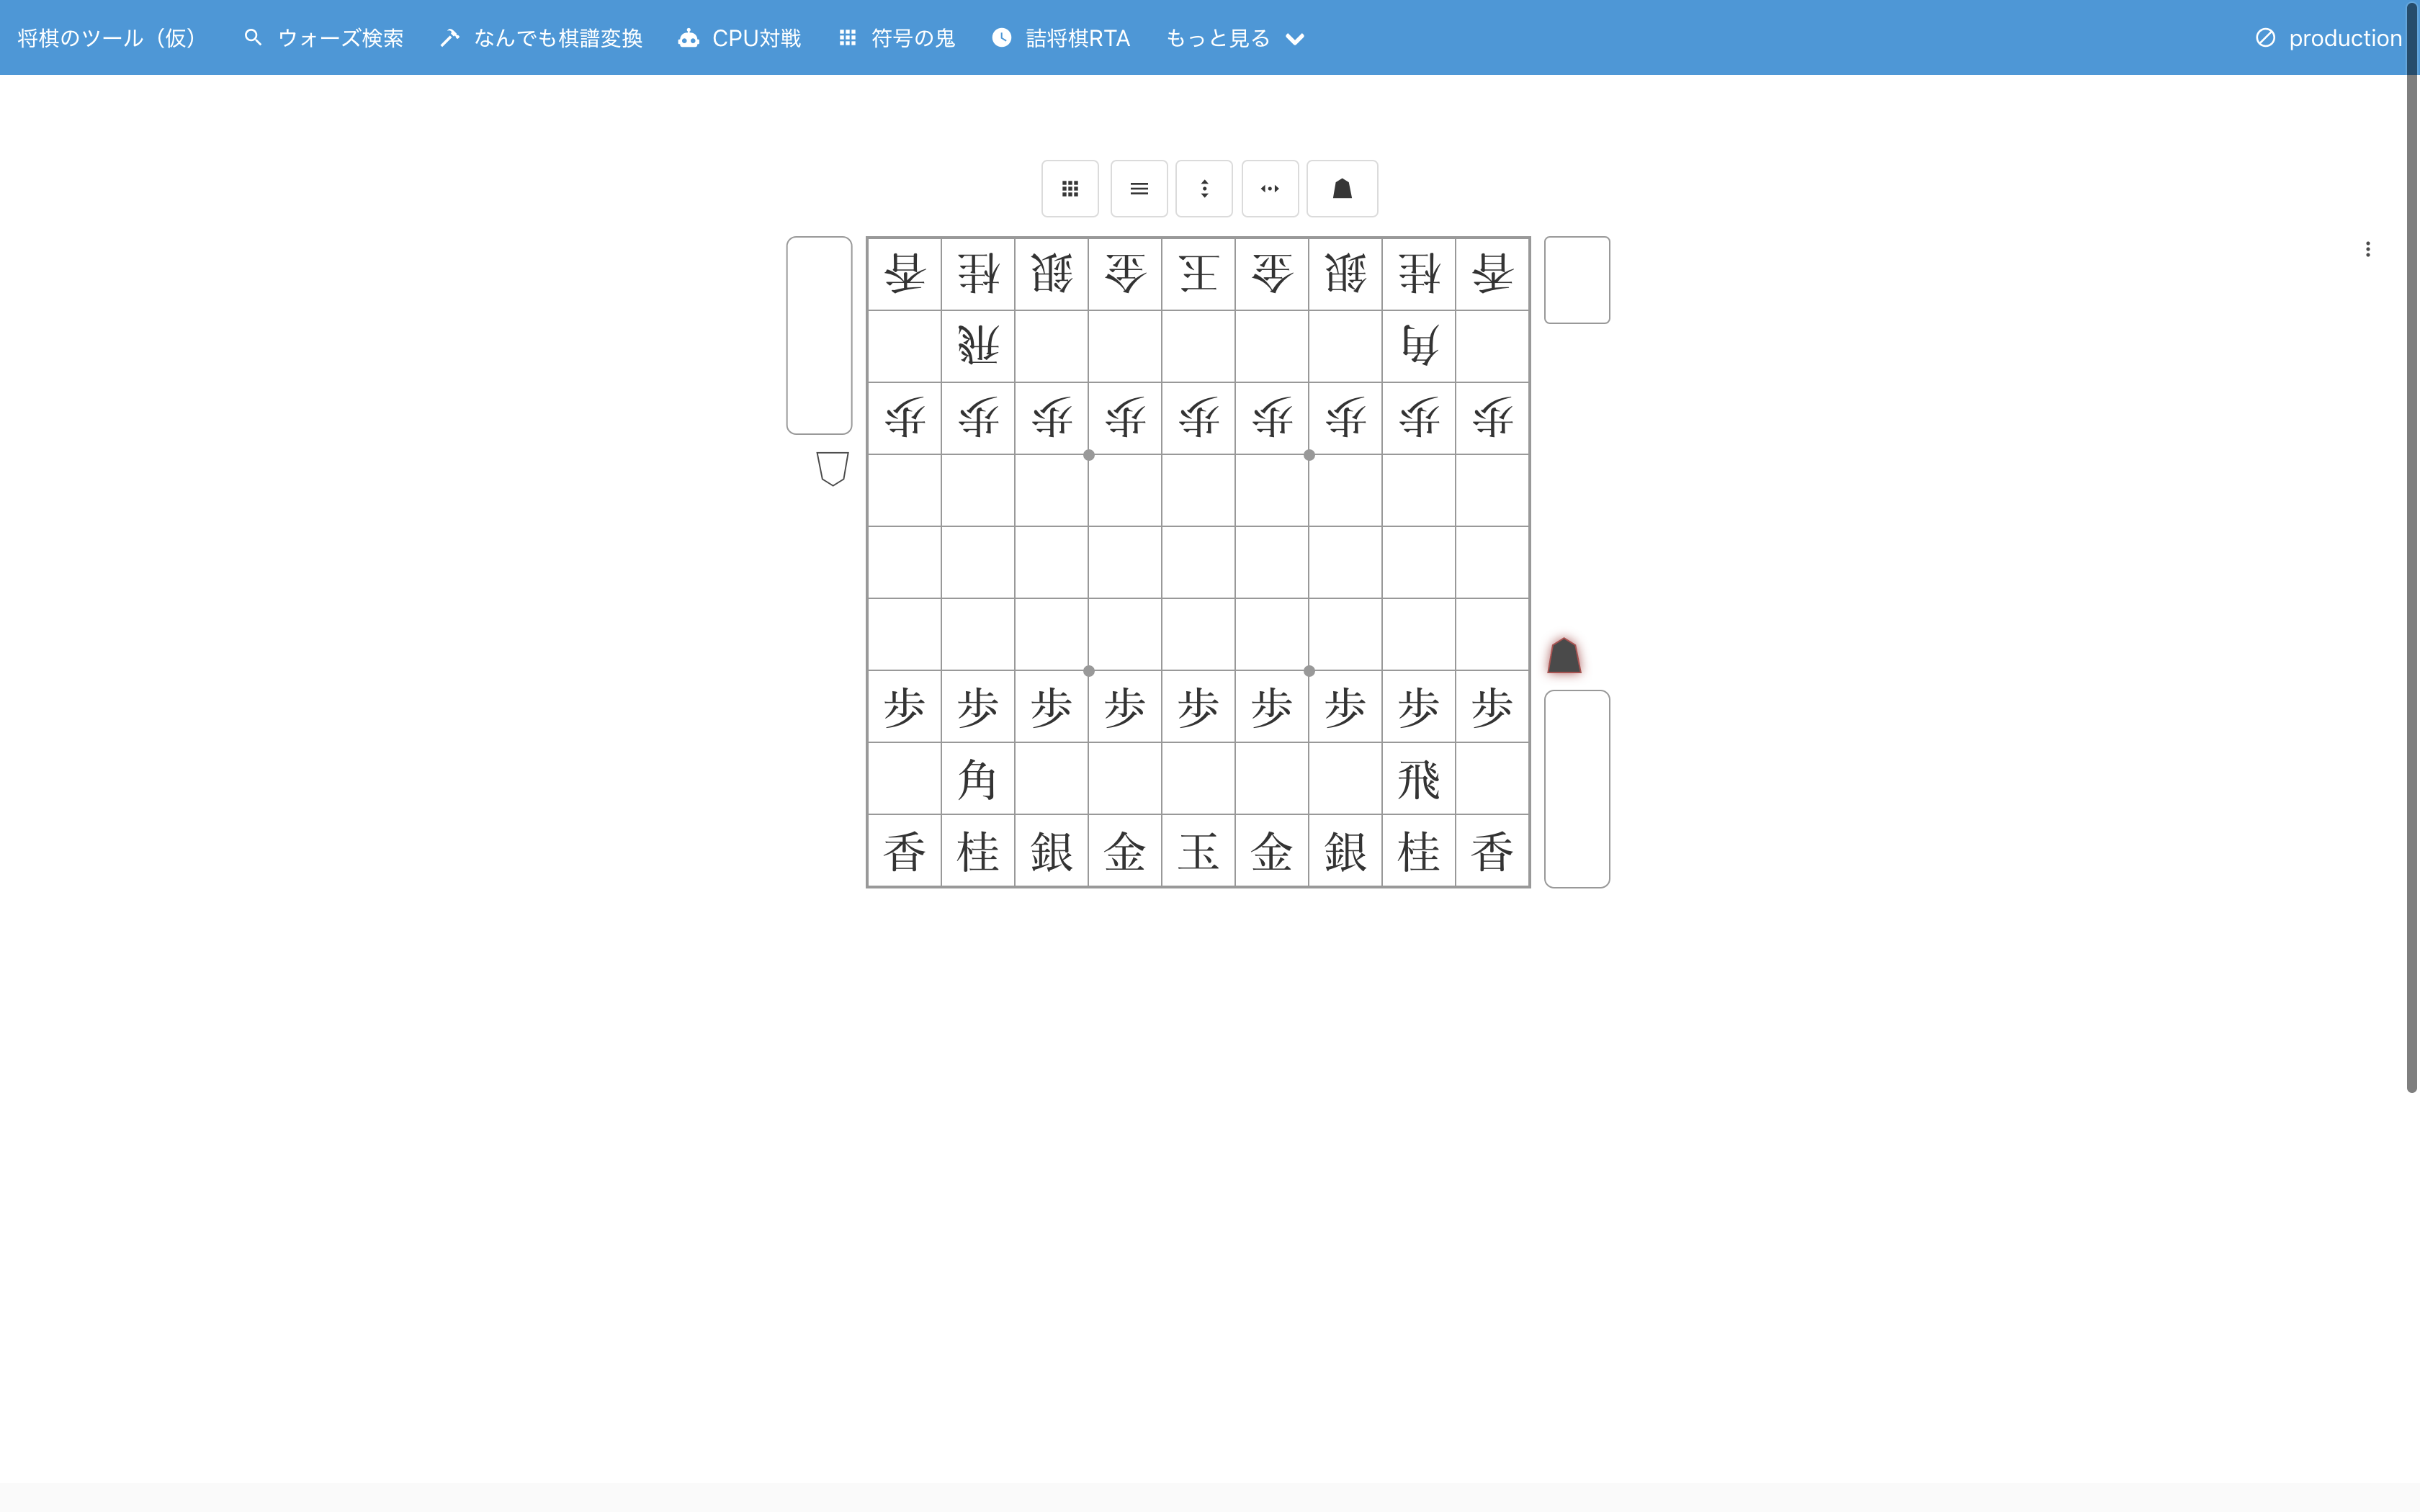 将棋のツール（仮） ウォーズ検索 なんでも棋譜変換 CPU対戦 符号の鬼 詰将棋RTA もっと見る production
香 桂 銀 金 王 金 銀 桂 香
飛 角
歩 歩 歩 歩 歩 歩 歩 歩 歩
歩 歩 歩 歩 歩 歩 歩 歩 歩
角 飛
香 桂 銀 金 玉 金 銀 桂 香